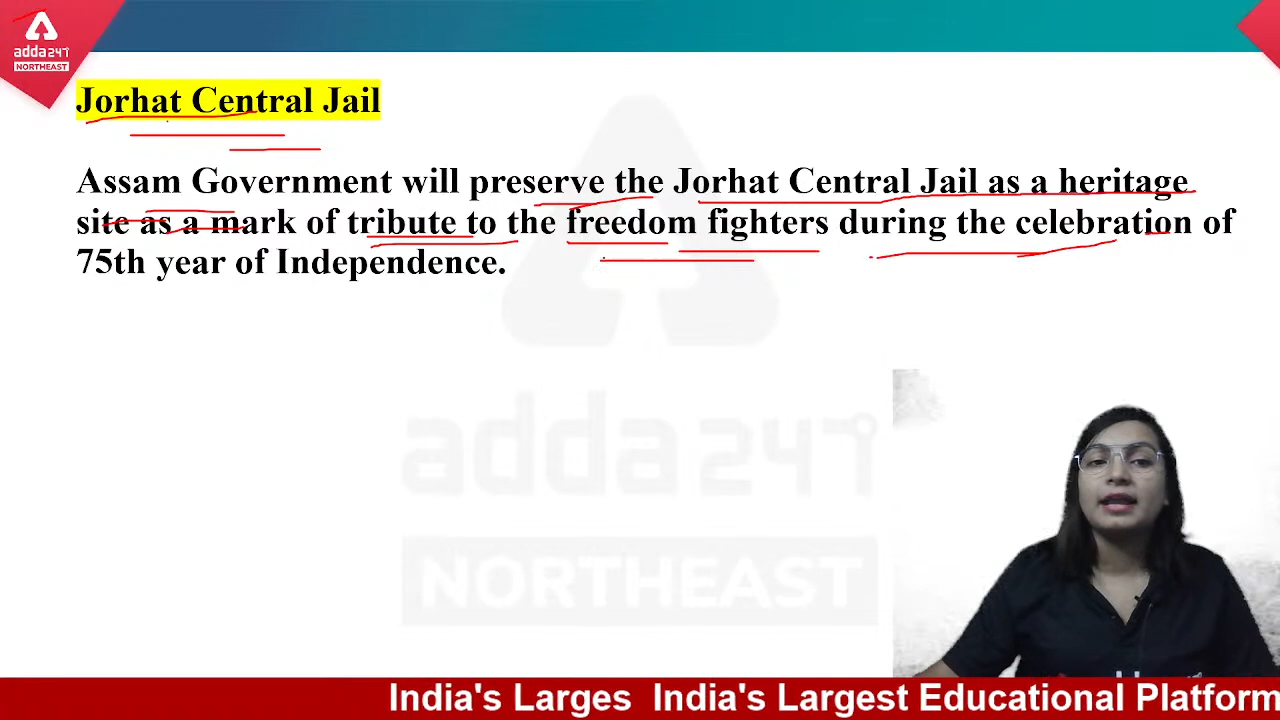 adda247
NORTHEAST
Jorhat Central Jail
Assam Government will preserve the Jorhat Central Jail as a heritage
site as a mark of tribute to the freedom fighters during the celebration of
75th year of Independence.
adda247
NORTHEAST
India's Larges India's Largest Educational Platform